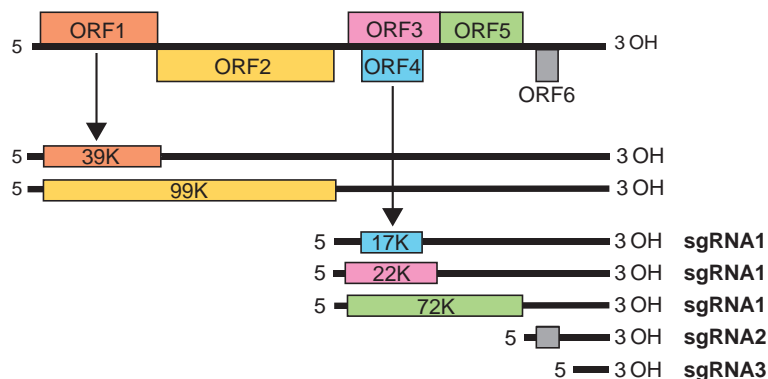 ORF1 ORF3 ORF5
5 3 OH
ORF2 ORF4
ORF6
5 39K 3 OH
5 99K 3 OH
5 17K 3 OH sgRNA1
5 22K 3 OH sgRNA1
5 72K 3 OH sgRNA1
5 3 OH sgRNA2
5 3 OH sgRNA3